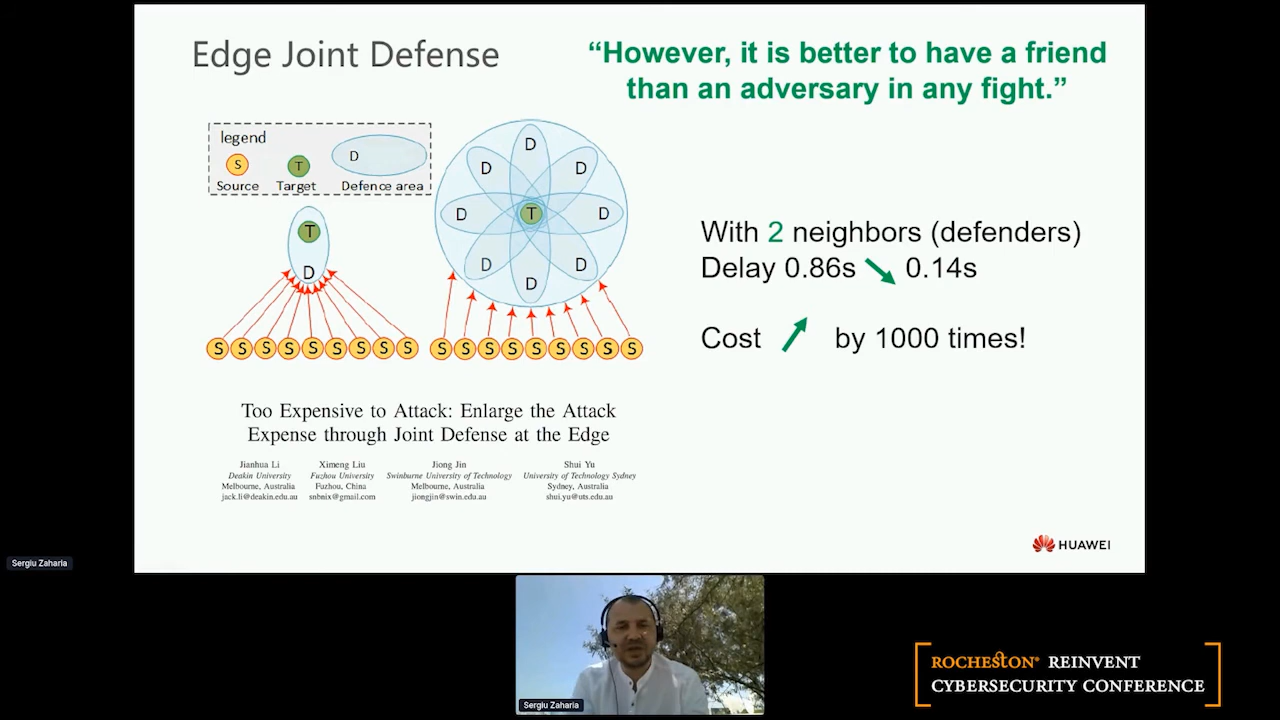 Edge Joint Defense
“However, it is better to have a friend
than an adversary in any fight.”
legend
S
T
D
Source
Target
Defence area
T
D
S S S S S S S S S
D
D
D
D
T
D
D
D
D
S S S S S S S S S
With 2 neighbors (defenders)
Delay 0.86s 0.14s
Cost by 1000 times!
Too Expensive to Attack: Enlarge the Attack
Expense through Joint Defense at the Edge
Jianhua Li
Deakin University
Melbourne, Australia
jack.li@deakin.edu.au
Ximeng Liu
Fuzhou University
Fuzhou, China
snbnix@gmail.com
Jiong Jin
Swinburne University of Technology
Melbourne, Australia
jiongjin@swin.edu.au
Shui Yu
University of Technology Sydney
Sydney, Australia
shui.yu@uts.edu.au
HUAWEI
Sergiu Zaharia
Sergiu Zaharia
ROCHESTON® REINVENT
CYBERSECURITY CONFERENCE